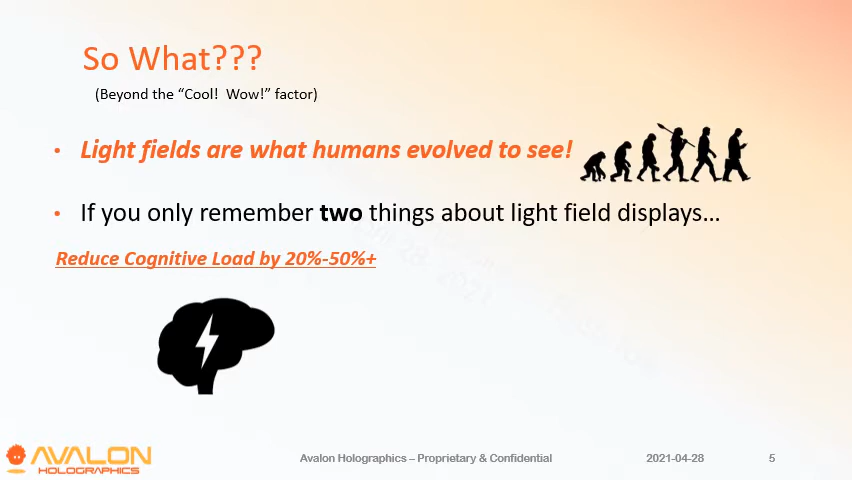 So What???
(Beyond the “Cool!  Wow!” factor)
• Light fields are what humans evolved to see!
• If you only remember two things about light field displays…
Reduce Cognitive Load by 20%-50%+
AVALON
HOLOGRAPHICS
Avalon Holographics – Proprietary & Confidential
2021-04-28
5